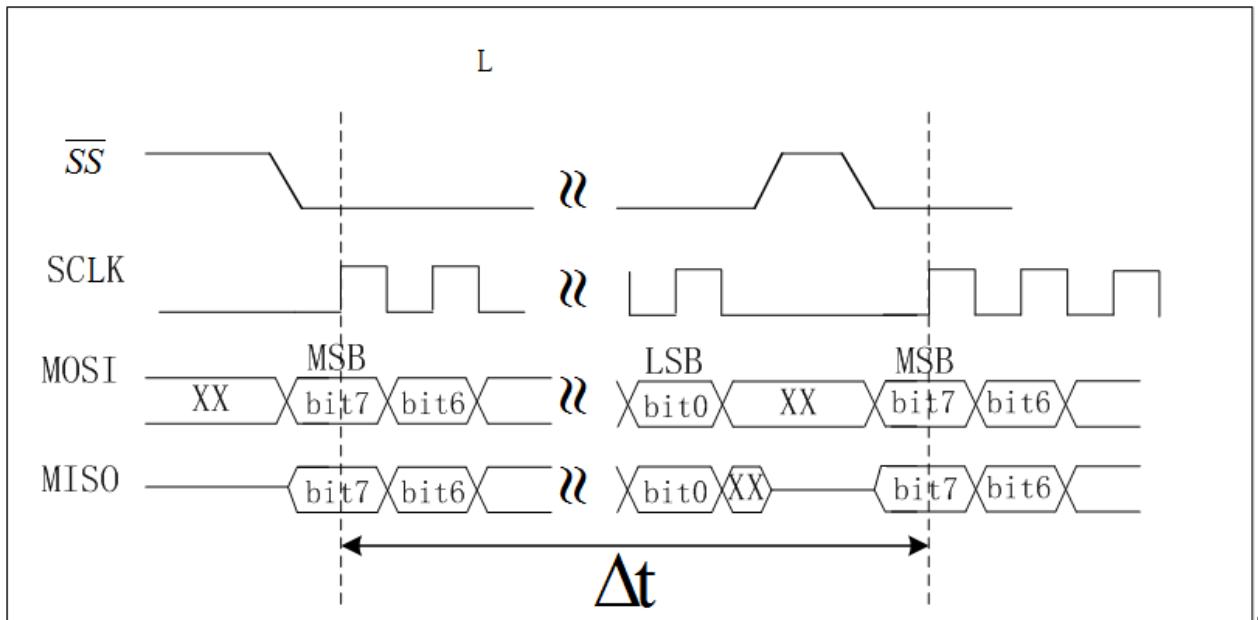 L
SS
SCLK
MOSI MSB LSB MSB
XX bit7 bit6 bit0 XX bit7 bit6
MISO bit7 bit6 bit0 XX bit7 bit6
Δt